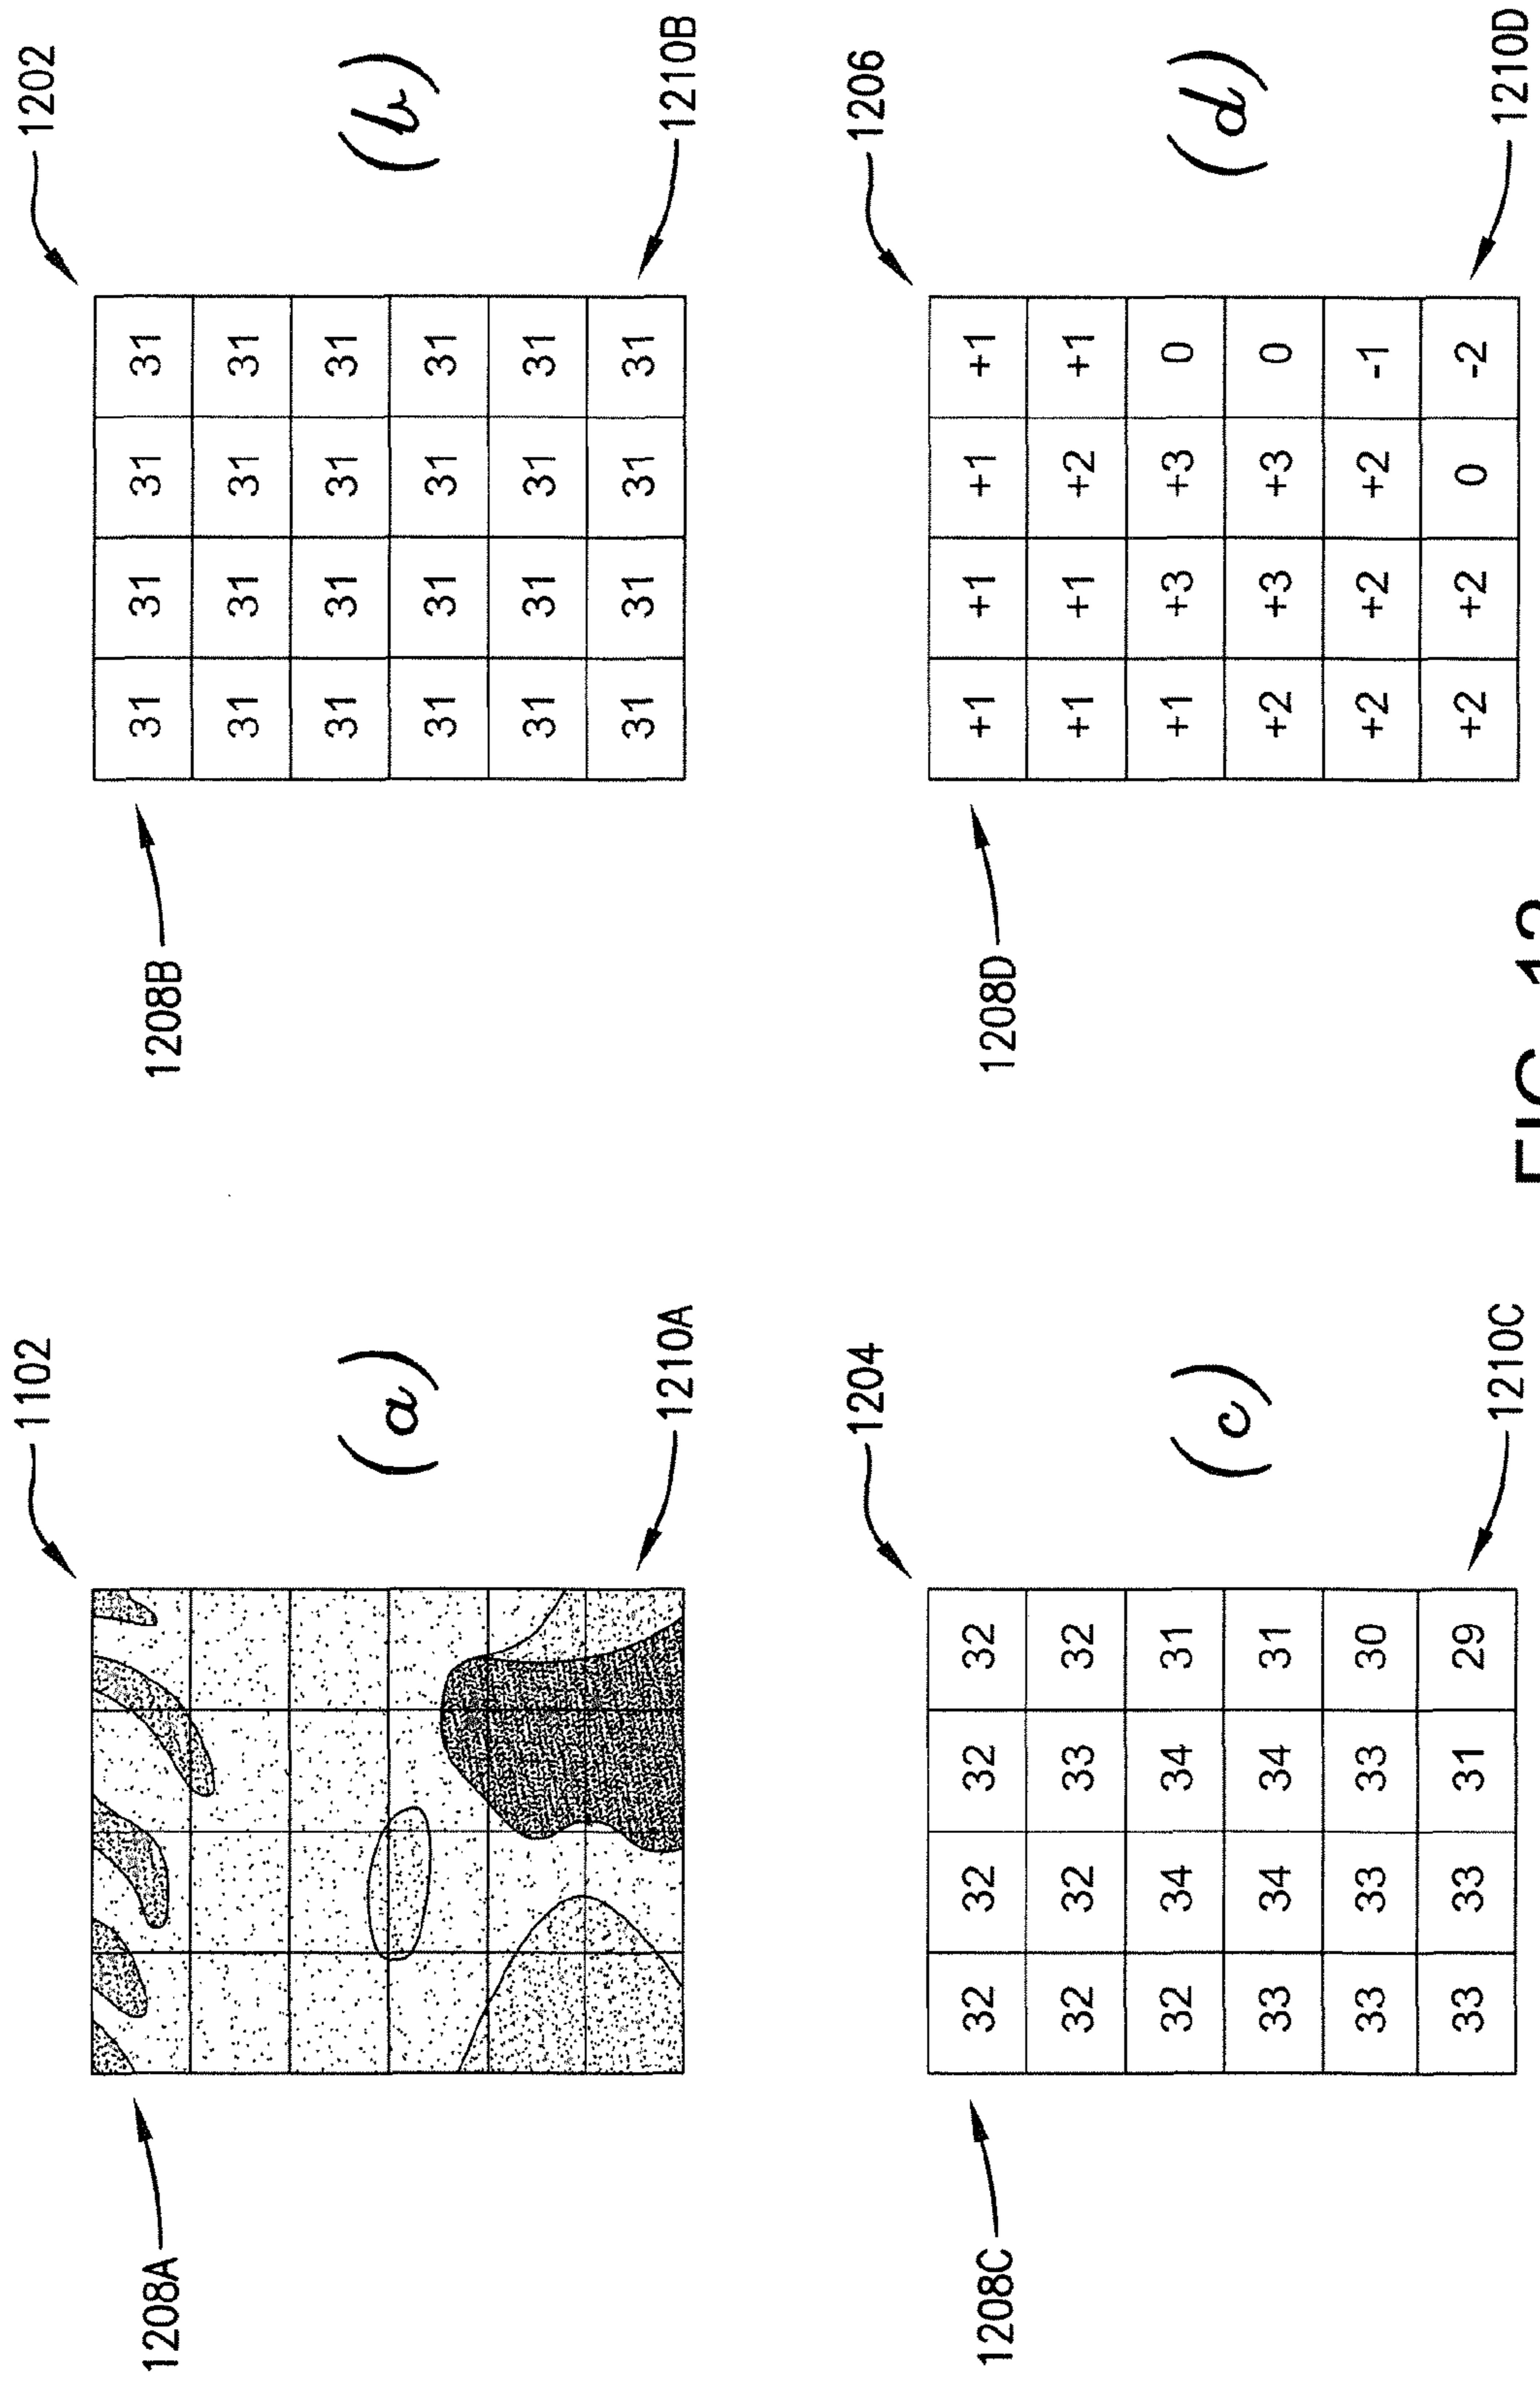 1102
1208A
(a)
1210A
1202
1208B
31 31 31 31
31 31 31 31
31 31 31 31
(b)
31 31 31 31
31 31 31 31
31 31 31 31
1210B
1204
1208C
32 32 32 32
32 32 33 32
32 34 34 31
(c)
33 34 34 31
33 33 33 30
33 33 31 29
1210C
1206
1208D
+1 +1 +1 +1
+1 +1 +2 +1
+1 +3 +3 0
(d)
+2 +3 +3 0
+2 +2 +2 -1
+2 +2 0 -2
1210D